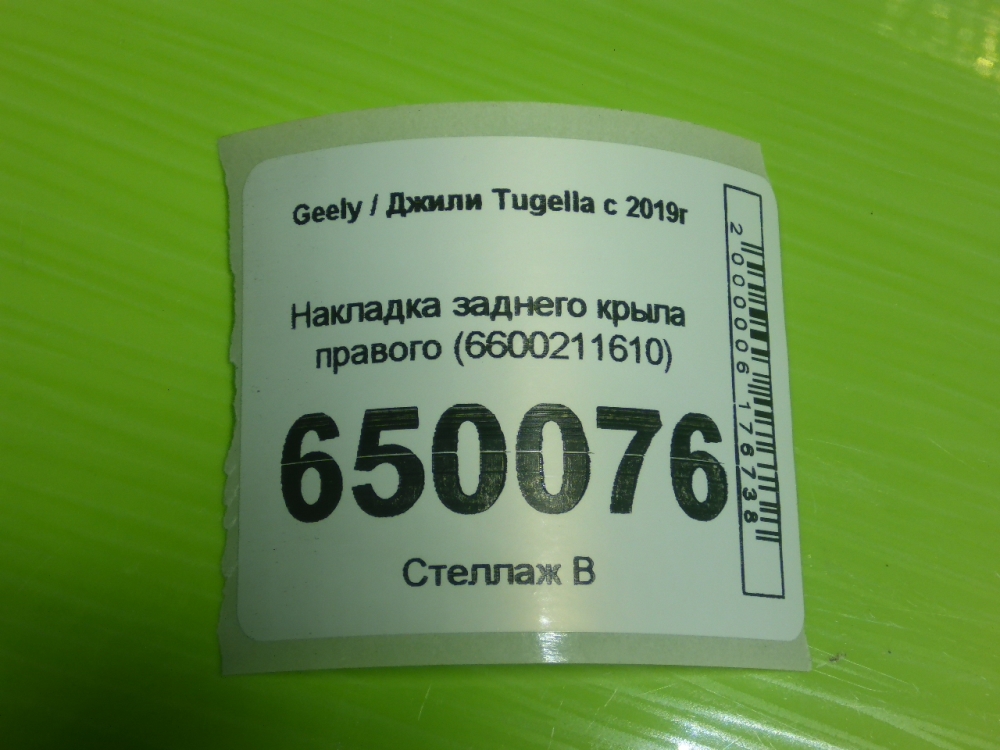 Geely / Джили Tugella с 2019г
Накладка заднего крыла
правого (6600211610)
650076
Стеллаж В
2000006176738